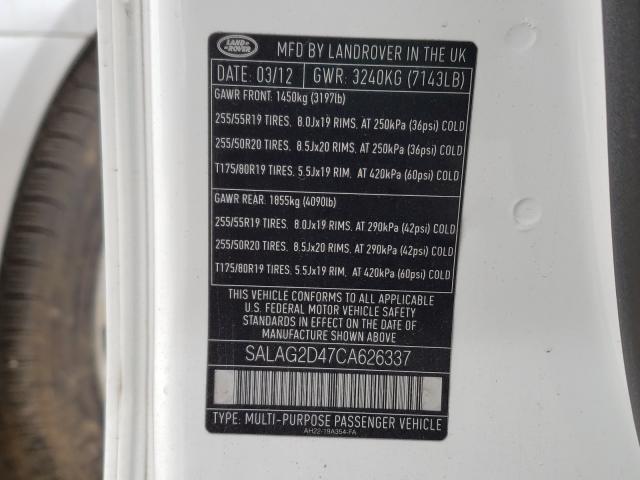 LAND ROVER
MFD BY LANDROVER IN THE UK
DATE: 03/12 GWR: 3240KG (7143LB)
GAWR FRONT: 1450kg (3197lb)
255/55R19 TIRES. 8.0Jx19 RIMS, AT 250kPa (36psi) COLD
255/50R20 TIRES. 8.5Jx20 RIMS, AT 250kPa (36psi) COLD
T175/80R19 TIRES. 5.5Jx19 RIM, AT 420kPa (60psi) COLD
GAWR REAR. 1855kg (4090lb)
255/55R19 TIRES. 8.0Jx19 RIMS, AT 290kPa (42psi) COLD
255/50R20 TIRES. 8.5Jx20 RIMS, AT 290kPa (42psi) COLD
T175/80R19 TIRES. 5.5Jx19 RIM, AT 420kPa (60psi) COLD
THIS VEHICLE CONFORMS TO ALL APPLICABLE
U.S. FEDERAL MOTOR VEHICLE SAFETY
STANDARDS IN EFFECT ON THE DATE OF
MANUFACTURE SHOWN ABOVE.
SALAG2D47CA626337
TYPE: MULTI-PURPOSE PASSENGER VEHICLE
AH22-19A354-FA